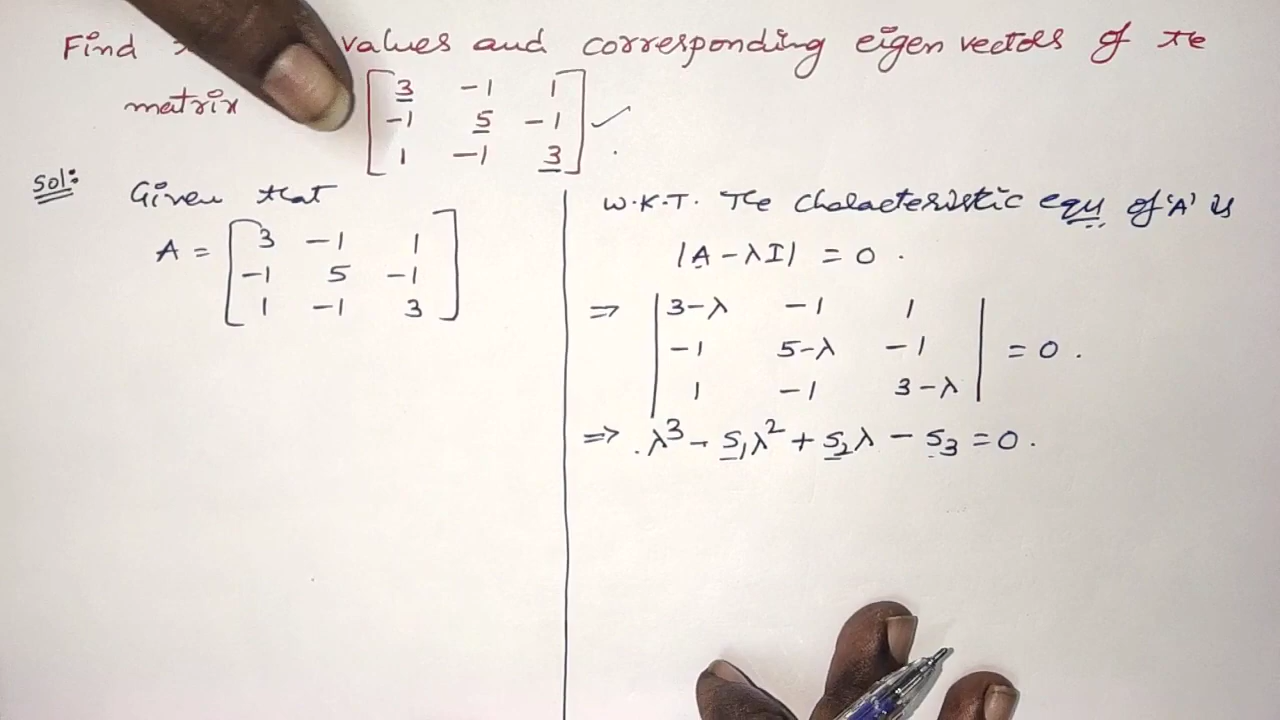 Find values and corresponding eigen vectors of the
matrix [3 -1 1
-1 5 -1
1 -1 3] ✓
Sol:
Given that
A = [3 -1 1
-1 5 -1
1 -1 3]
W.K.T. The characteristic equ of 'A' is
|A - λI| = 0.
⇒ |3-λ -1 1
-1 5-λ -1
1 -1 3-λ| = 0.
⇒ λ³ - S₁λ² + S₂λ - S₃ = 0.